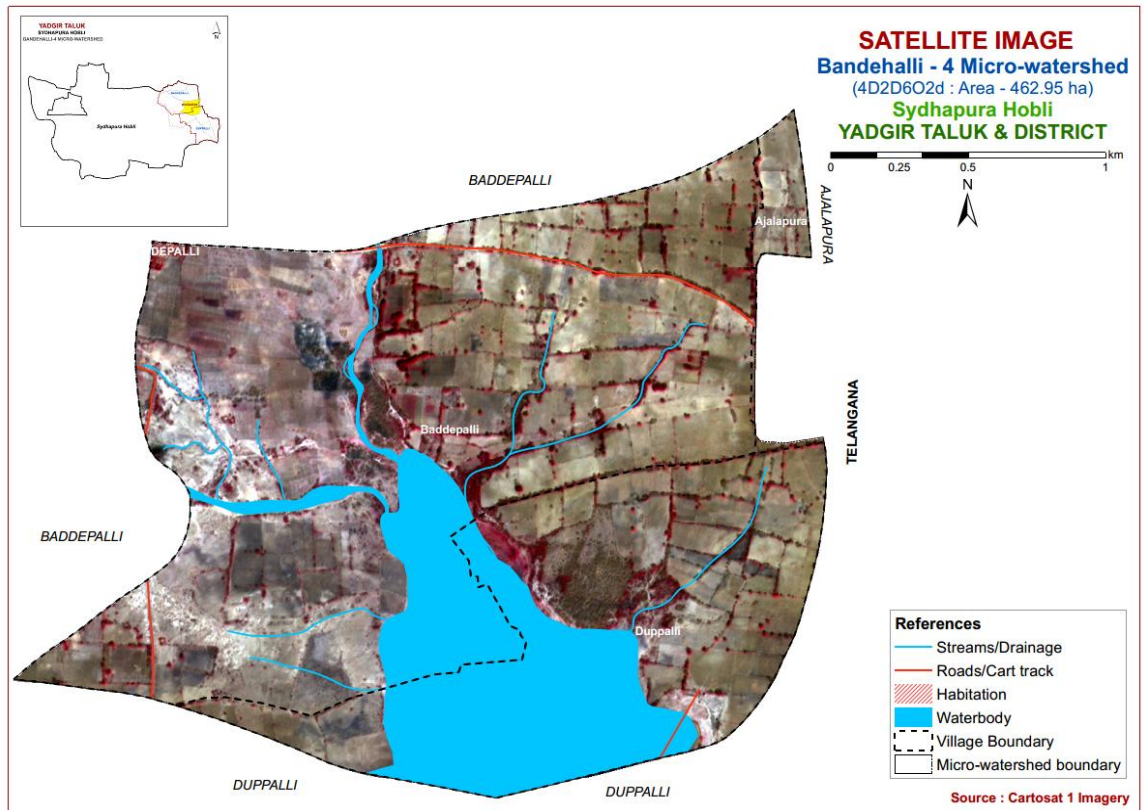 YADGIR TALUK
SYDHAPURA HOBLI
BANDEHALLI-4 MICRO-WATERSHED
N
BADDEPALLI
Sydhapura Hobli
DUPPALLI
SATELLITE IMAGE
Bandehalli - 4 Micro-watershed
(4D2D6O2d : Area - 462.95 ha)
Sydhapura Hobli
YADGIR TALUK & DISTRICT
km
0 0.25 0.5 1
N
BADDEPALLI
AJALAPURA
Ajalapura
DEPALLI
Baddepalli
TELANGANA
BADDEPALLI
Duppalli
DUPPALLI
DUPPALLI
References
Streams/Drainage
Roads/Cart track
Habitation
Waterbody
Village Boundary
Micro-watershed boundary
Source : Cartosat 1 Imagery